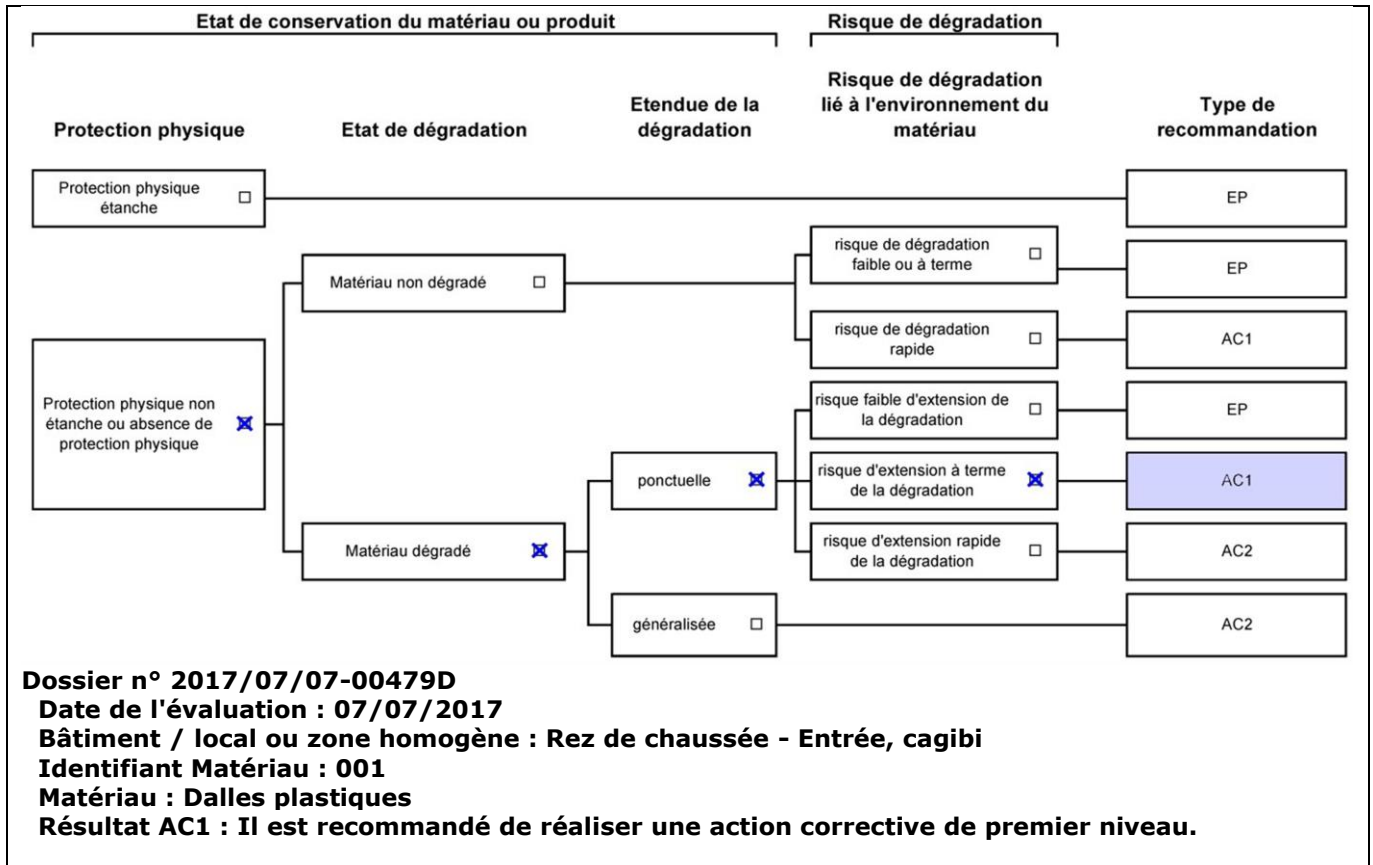 Etat de conservation du matériau ou produit
Risque de dégradation
Protection physique
Etat de dégradation
Etendue de la
dégradation
Risque de dégradation
lié à l'environnement du
matériau
Type de
recommandation
Protection physique
étanche
EP
Matériau non dégradé
risque de dégradation
faible ou à terme
EP
risque de dégradation
rapide
AC1
Protection physique non
étanche ou absence de
protection physique
risque faible d'extension de
la dégradation
EP
ponctuelle
risque d'extension à terme
de la dégradation
AC1
Matériau dégradé
risque d'extension rapide
de la dégradation
AC2
généralisée
AC2
Dossier n° 2017/07/07-00479D
Date de l'évaluation : 07/07/2017
Bâtiment / local ou zone homogène : Rez de chaussée - Entrée, cagibi
Identifiant Matériau : 001
Matériau : Dalles plastiques
Résultat AC1 : Il est recommandé de réaliser une action corrective de premier niveau.